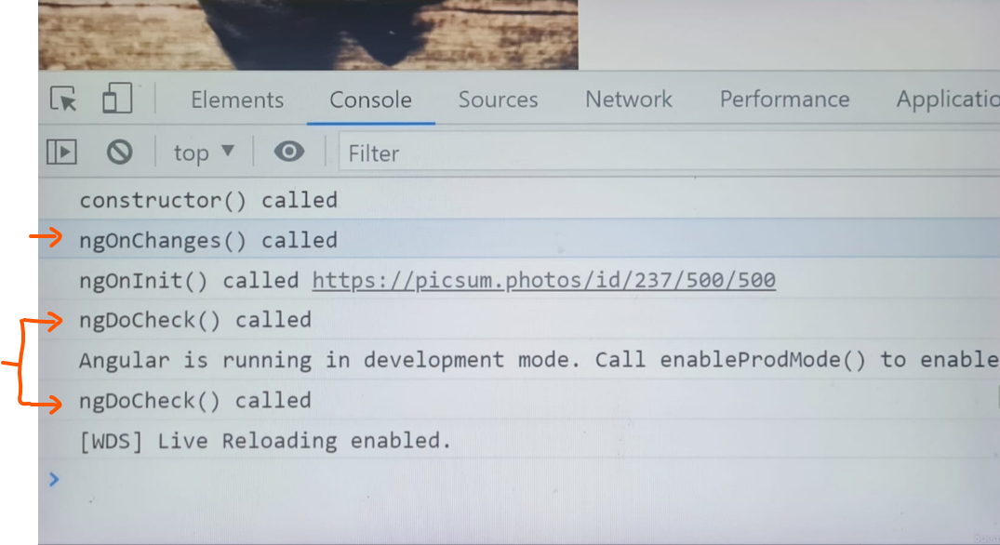 Elements Console Sources Network Performance Applicatio
top Filter
constructor() called
ngOnChanges() called
ngOnInit() called https://picsum.photos/id/237/500/500
ngDoCheck() called
Angular is running in development mode. Call enableProdMode() to enable
ngDoCheck() called
[WDS] Live Reloading enabled.